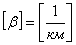 [β] = [1/км]